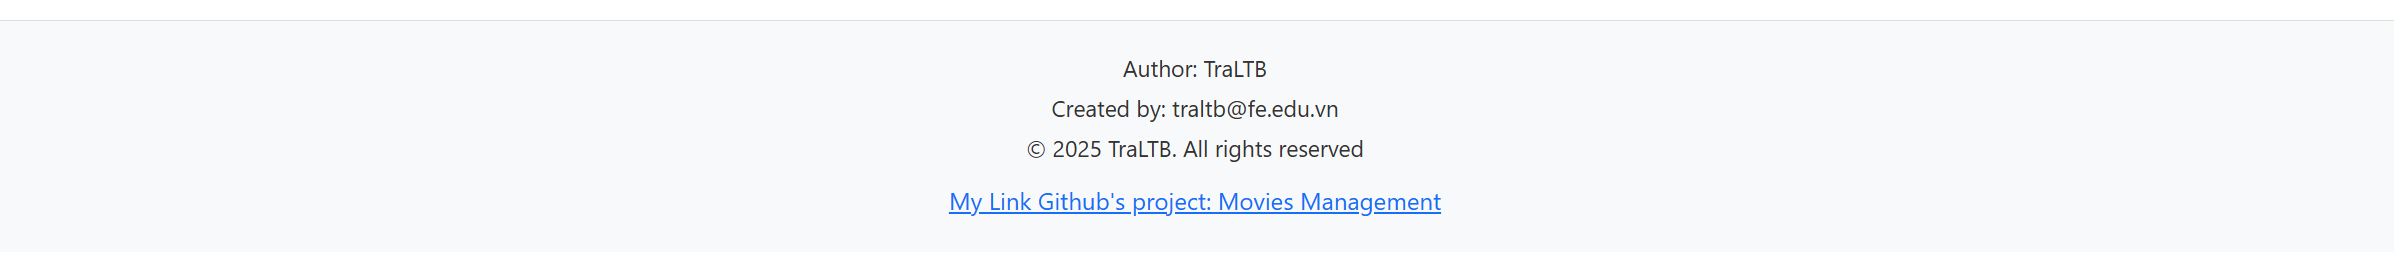 Author: TraLTB
Created by: traltb@fe.edu.vn
© 2025 TraLTB. All rights reserved
My Link Github's project: Movies Management